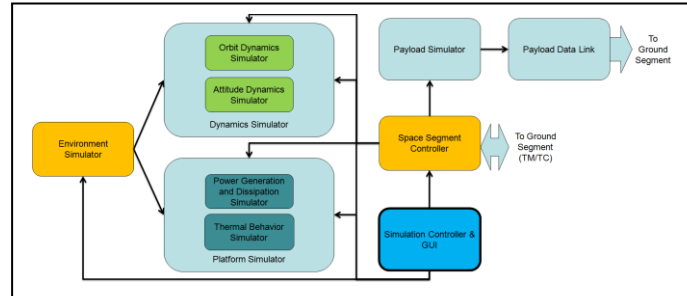 Orbit Dynamics
Simulator
Attitude Dynamics
Simulator
Dynamics Simulator
Payload Simulator
Payload Data Link
To
Ground
Segment
Environment
Simulator
Space Segment
Controller
To Ground
Segment
(TM/TC)
Power Generation
and Dissipation
Simulator
Thermal Behavior
Simulator
Platform Simulator
Simulation Controller &
GUI